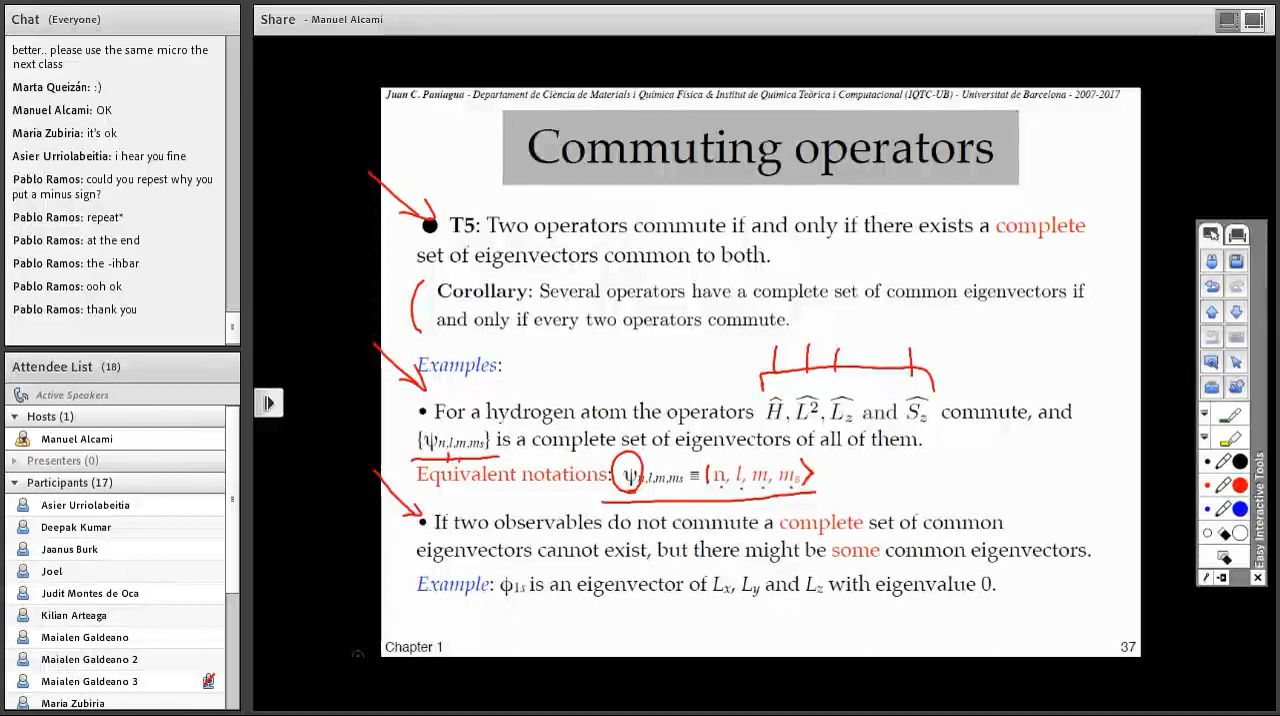 Chat (Everyone)
better.. please use the same micro the
next class
Marta Queizán: :)
Manuel Alcami: OK
Maria Zubiria: it's ok
Asier Urriolabeitia: i hear you fine
Pablo Ramos: could you repest why you
put a minus sign?
Pablo Ramos: repeat*
Pablo Ramos: at the end
Pablo Ramos: the -ihbar
Pablo Ramos: ooh ok
Pablo Ramos: thank you
Attendee List (18)
Active Speakers
Hosts (1)
Manuel Alcami
Presenters (0)
Participants (17)
Asier Urriolabeitia
Deepak Kumar
Jaanus Burk
Joel
Judit Montes de Oca
Kilian Arteaga
Maialen Galdeano
Maialen Galdeano 2
Maialen Galdeano 3
Maria Zubiria
Share - Manuel Alcami
Juan C. Paniagua - Departament de Ciència de Materials i Química Física & Institut de Química Teòrica i Computacional (IQTC-UB) - Universitat de Barcelona - 2007-2017
Commuting operators
● T5: Two operators commute if and only if there exists a complete
set of eigenvectors common to both.
Corollary: Several operators have a complete set of common eigenvectors if
and only if every two operators commute.
Examples:
• For a hydrogen atom the operators Ĥ, L̂², L̂z and Ŝz commute, and
{ψn,l,m,ms} is a complete set of eigenvectors of all of them.
Equivalent notations: ψn,l,m,ms ≡ |n, l, m, ms⟩
• If two observables do not commute a complete set of common
eigenvectors cannot exist, but there might be some common eigenvectors.
Example: ϕ1s is an eigenvector of Lx, Ly and Lz with eigenvalue 0.
Chapter 1
37
Easy Interactive Tools